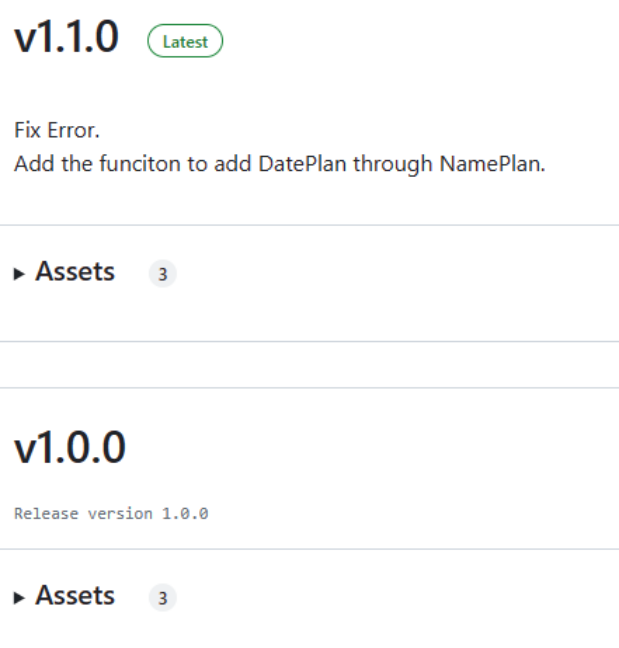 v1.1.0 Latest
Fix Error.
Add the funciton to add DatePlan through NamePlan.
Assets 3
v1.0.0
Release version 1.0.0
Assets 3